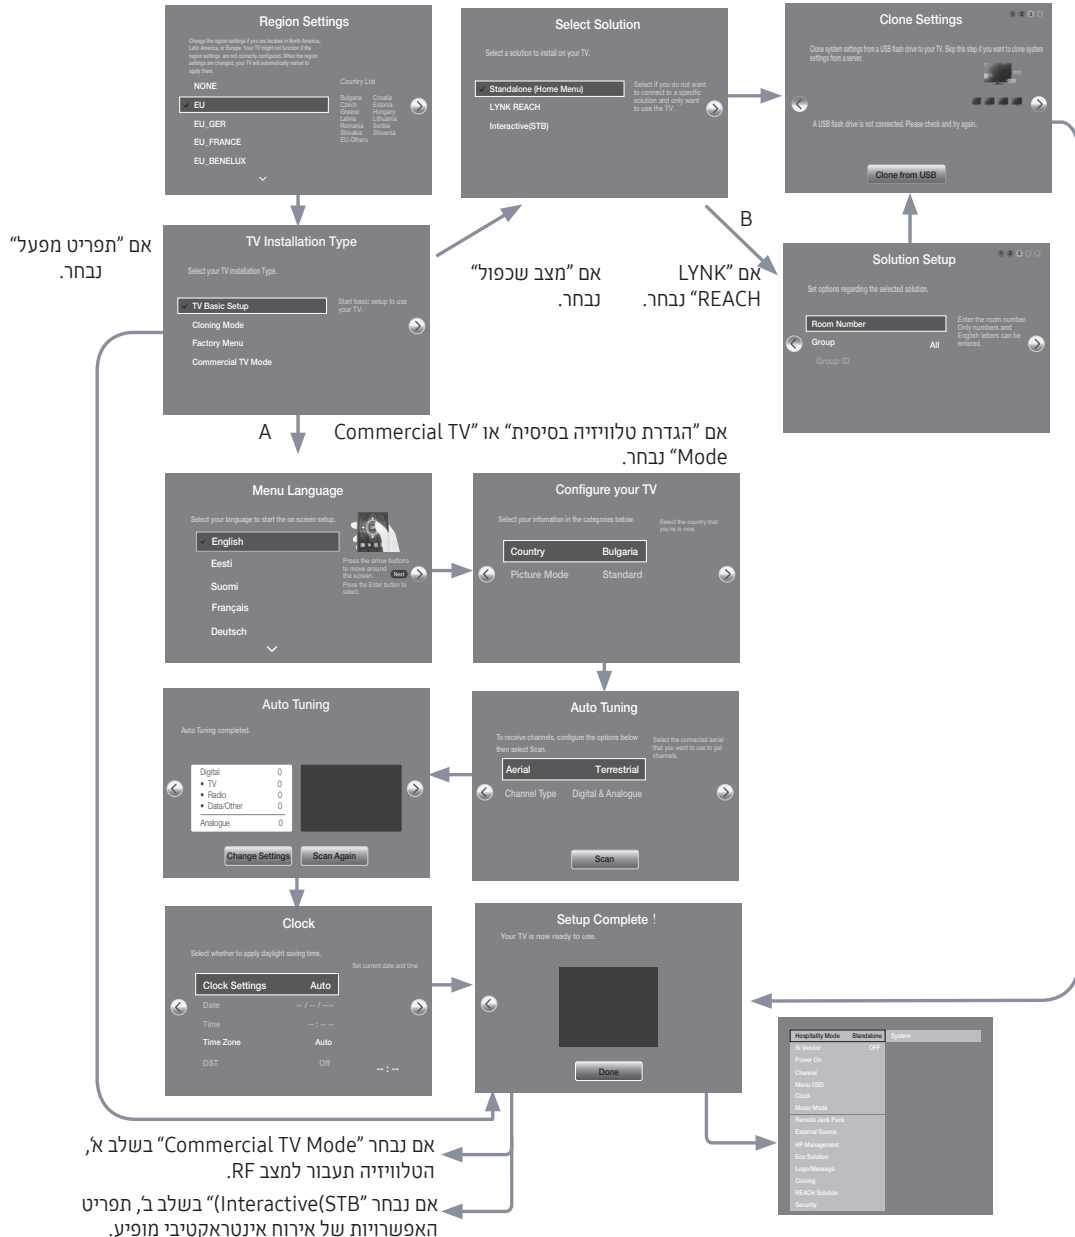 Region Settings
Change the region settings if you are located in North America,
Latin America, or Europe. Your TV might not function if the
region settings are not correctly configured. When the region
settings are changed, your TV will automatically restart to
apply them.
NONE
EU
EU_GER
EU_FRANCE
EU_BENELUX
Country List
Bulgaria Croatia
Czech Estonia
Greece Hungary
Latvia Lithuania
Romania Serbia
Slovakia Slovenia
EU-Others
Select Solution
Select a solution to install on your TV.
Standalone (Home Menu)
LYNK REACH
Interactive(STB)
Select if you do not want
to connect to a specific
solution and only want
to use the TV.
Clone Settings
Clone system settings from a USB flash drive to your TV. Skip this step if you want to clone system
settings from a server.
A USB flash drive is not connected. Please check and try again.
Clone from USB
אם "תפריט מפעל"
נבחר.
TV Installation Type
Select your TV installation Type.
TV Basic Setup
Cloning Mode
Factory Menu
Commercial TV Mode
Start basic setup to use
your TV.
אם "מצב שכפול"
נבחר.
B
אם "LYNK
REACH" נבחר.
Solution Setup
Set options regarding the selected solution.
Room Number
Group All
Group ID
Enter the room number.
Only numbers and
English letters can be
entered.
A
אם "הגדרת טלוויזיה בסיסית" או "Commercial TV
Mode" נבחר.
Menu Language
Select your language to start the on screen setup.
English
Eesti
Suomi
Français
Deutsch
Press the arrow buttons
to move around
the screen.
Next
Press the Enter button to
select.
Configure your TV
Select your infomation in the categories below.
Country Bulgaria
Picture Mode Standard
Select the country that
you're in now
Auto Tuning
Auto Tuning completed.
Digital 0
• TV 0
• Radio 0
• Data/Other 0
Analogue 0
Change Settings
Scan Again
Auto Tuning
To receive channels, configure the options below
then select Scan.
Aerial Terrestrial
Channel Type Digital & Analogue
Select the connected aerial
that you want to use to get
channels.
Scan
Clock
Select whether to apply daylight saving time.
Set current date and time
Clock Settings Auto
Date -- / -- / ----
Time -- : -- --
Time Zone Auto
DST Off
-- : --
Setup Complete !
Your TV is now ready to use.
Done
Hospitality Mode Standalone
System
SI Vendor OFF
Power On
Channel
Menu OSD
Clock
Music Mode
Remote Jack Pack
External Source
HP Management
Eco Solution
Logo/Message
Cloning
REACH Solution
Security
אם נבחר "Commercial TV Mode" בשלב א',
הטלוויזיה תעבור למצב RF.
אם נבחר "Interactive(STB)" בשלב ב', תפריט
האפשרויות של אירוח אינטראקטיבי מופיע.